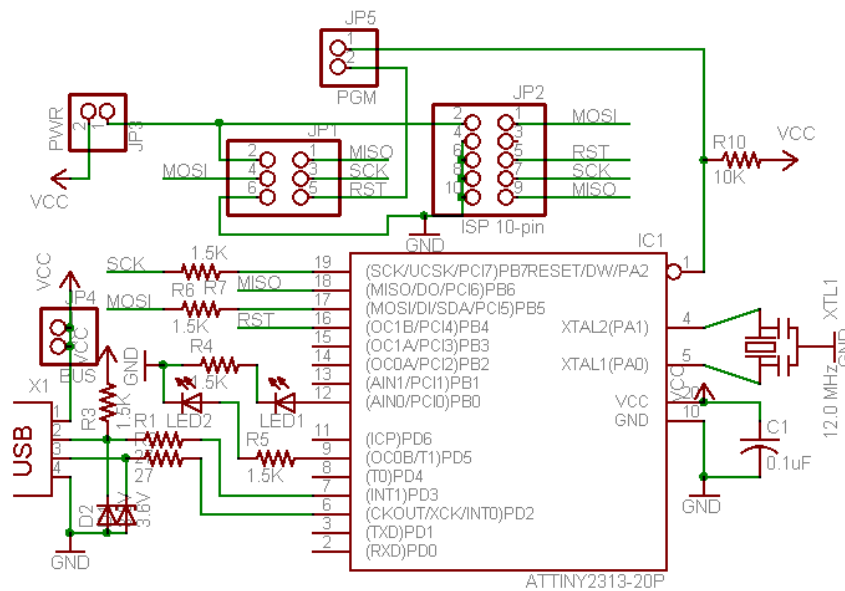 JP5
1
2
PGM
PWR
2
1
JP3
VCC
JP1
2
4
6
1
3
5
MOSI
MISO
SCK
RST
JP2
2
4
6
8
10
1
3
5
7
9
MOSI
RST
SCK
MISO
ISP 10-pin
GND
R10
10K
VCC
IC1
SCK
1.5K
R6
R7
MISO
MOSI
1.5K
RST
19
18
17
16
15
14
13
12
11
9
8
7
6
3
2
(SCK/UCSK/PCI7)PB7
(MISO/DO/PCI6)PB6
(MOSI/DI/SDA/PCI5)PB5
(OC1B/PCI4)PB4
(OC1A/PCI3)PB3
(OC0A/PCI2)PB2
(AIN1/PCI1)PB1
(AIN0/PCI0)PB0
(ICP)PD6
(OC0B/T1)PD5
(T0)PD4
(INT1)PD3
(CKOUT/XCK/INT0)PD2
(TXD)PD1
(RXD)PD0
RESET/DW/PA2
1
XTAL2(PA1)
4
XTAL1(PA0)
5
VCC
20
GND
10
ATTINY2313-20P
XTL1
12.0 MHz
GND
VCC
C1
0.1uF
GND
VCC
JP4
VCC
BUS
X1
USB
1
2
3
4
R3
1.5K
GND
R4
1.5K
LED2
LED1
R1
27
R5
1.5K
D2
3.6V
GND